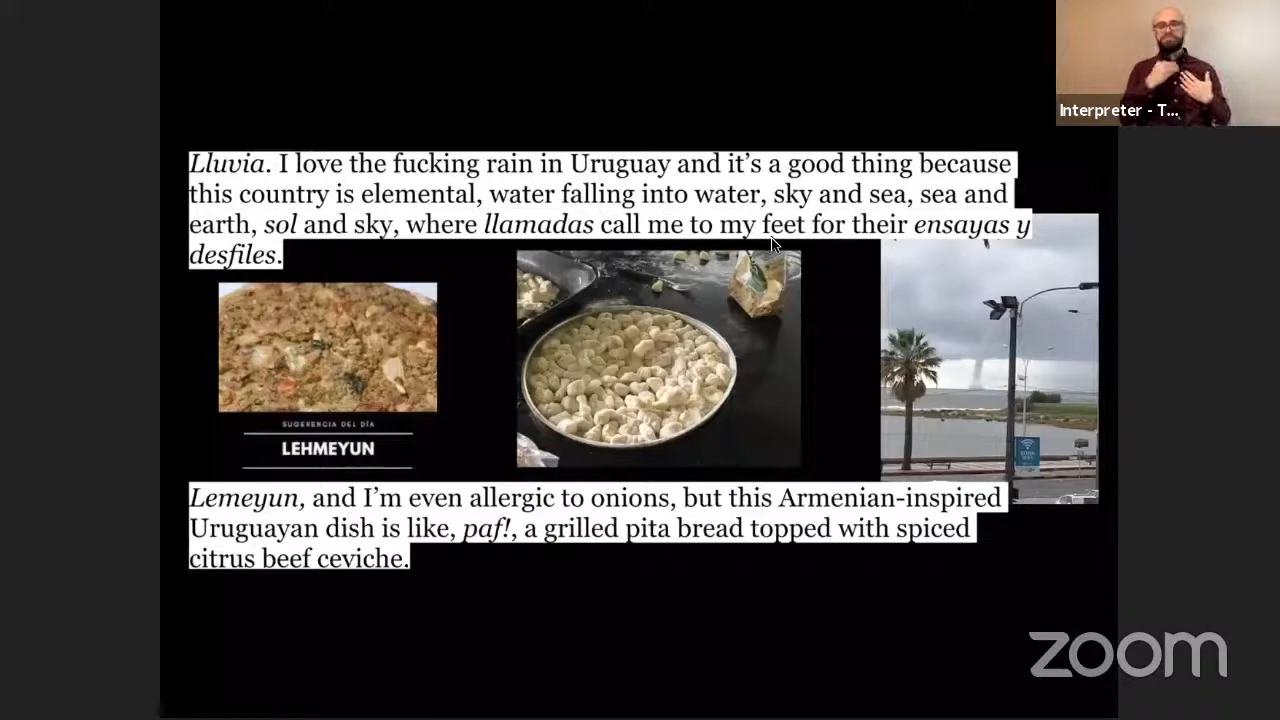 Interpreter - T...
Lluvia. I love the fucking rain in Uruguay and it’s a good thing because
this country is elemental, water falling into water, sky and sea, sea and
earth, sol and sky, where llamadas call me to my feet for their ensayas y
desfiles.
SUGERENCIA DEL DÍA
LEHMEYUN
Lemeyun, and I’m even allergic to onions, but this Armenian-inspired
Uruguayan dish is like, paf!, a grilled pita bread topped with spiced
citrus beef ceviche.
zoom